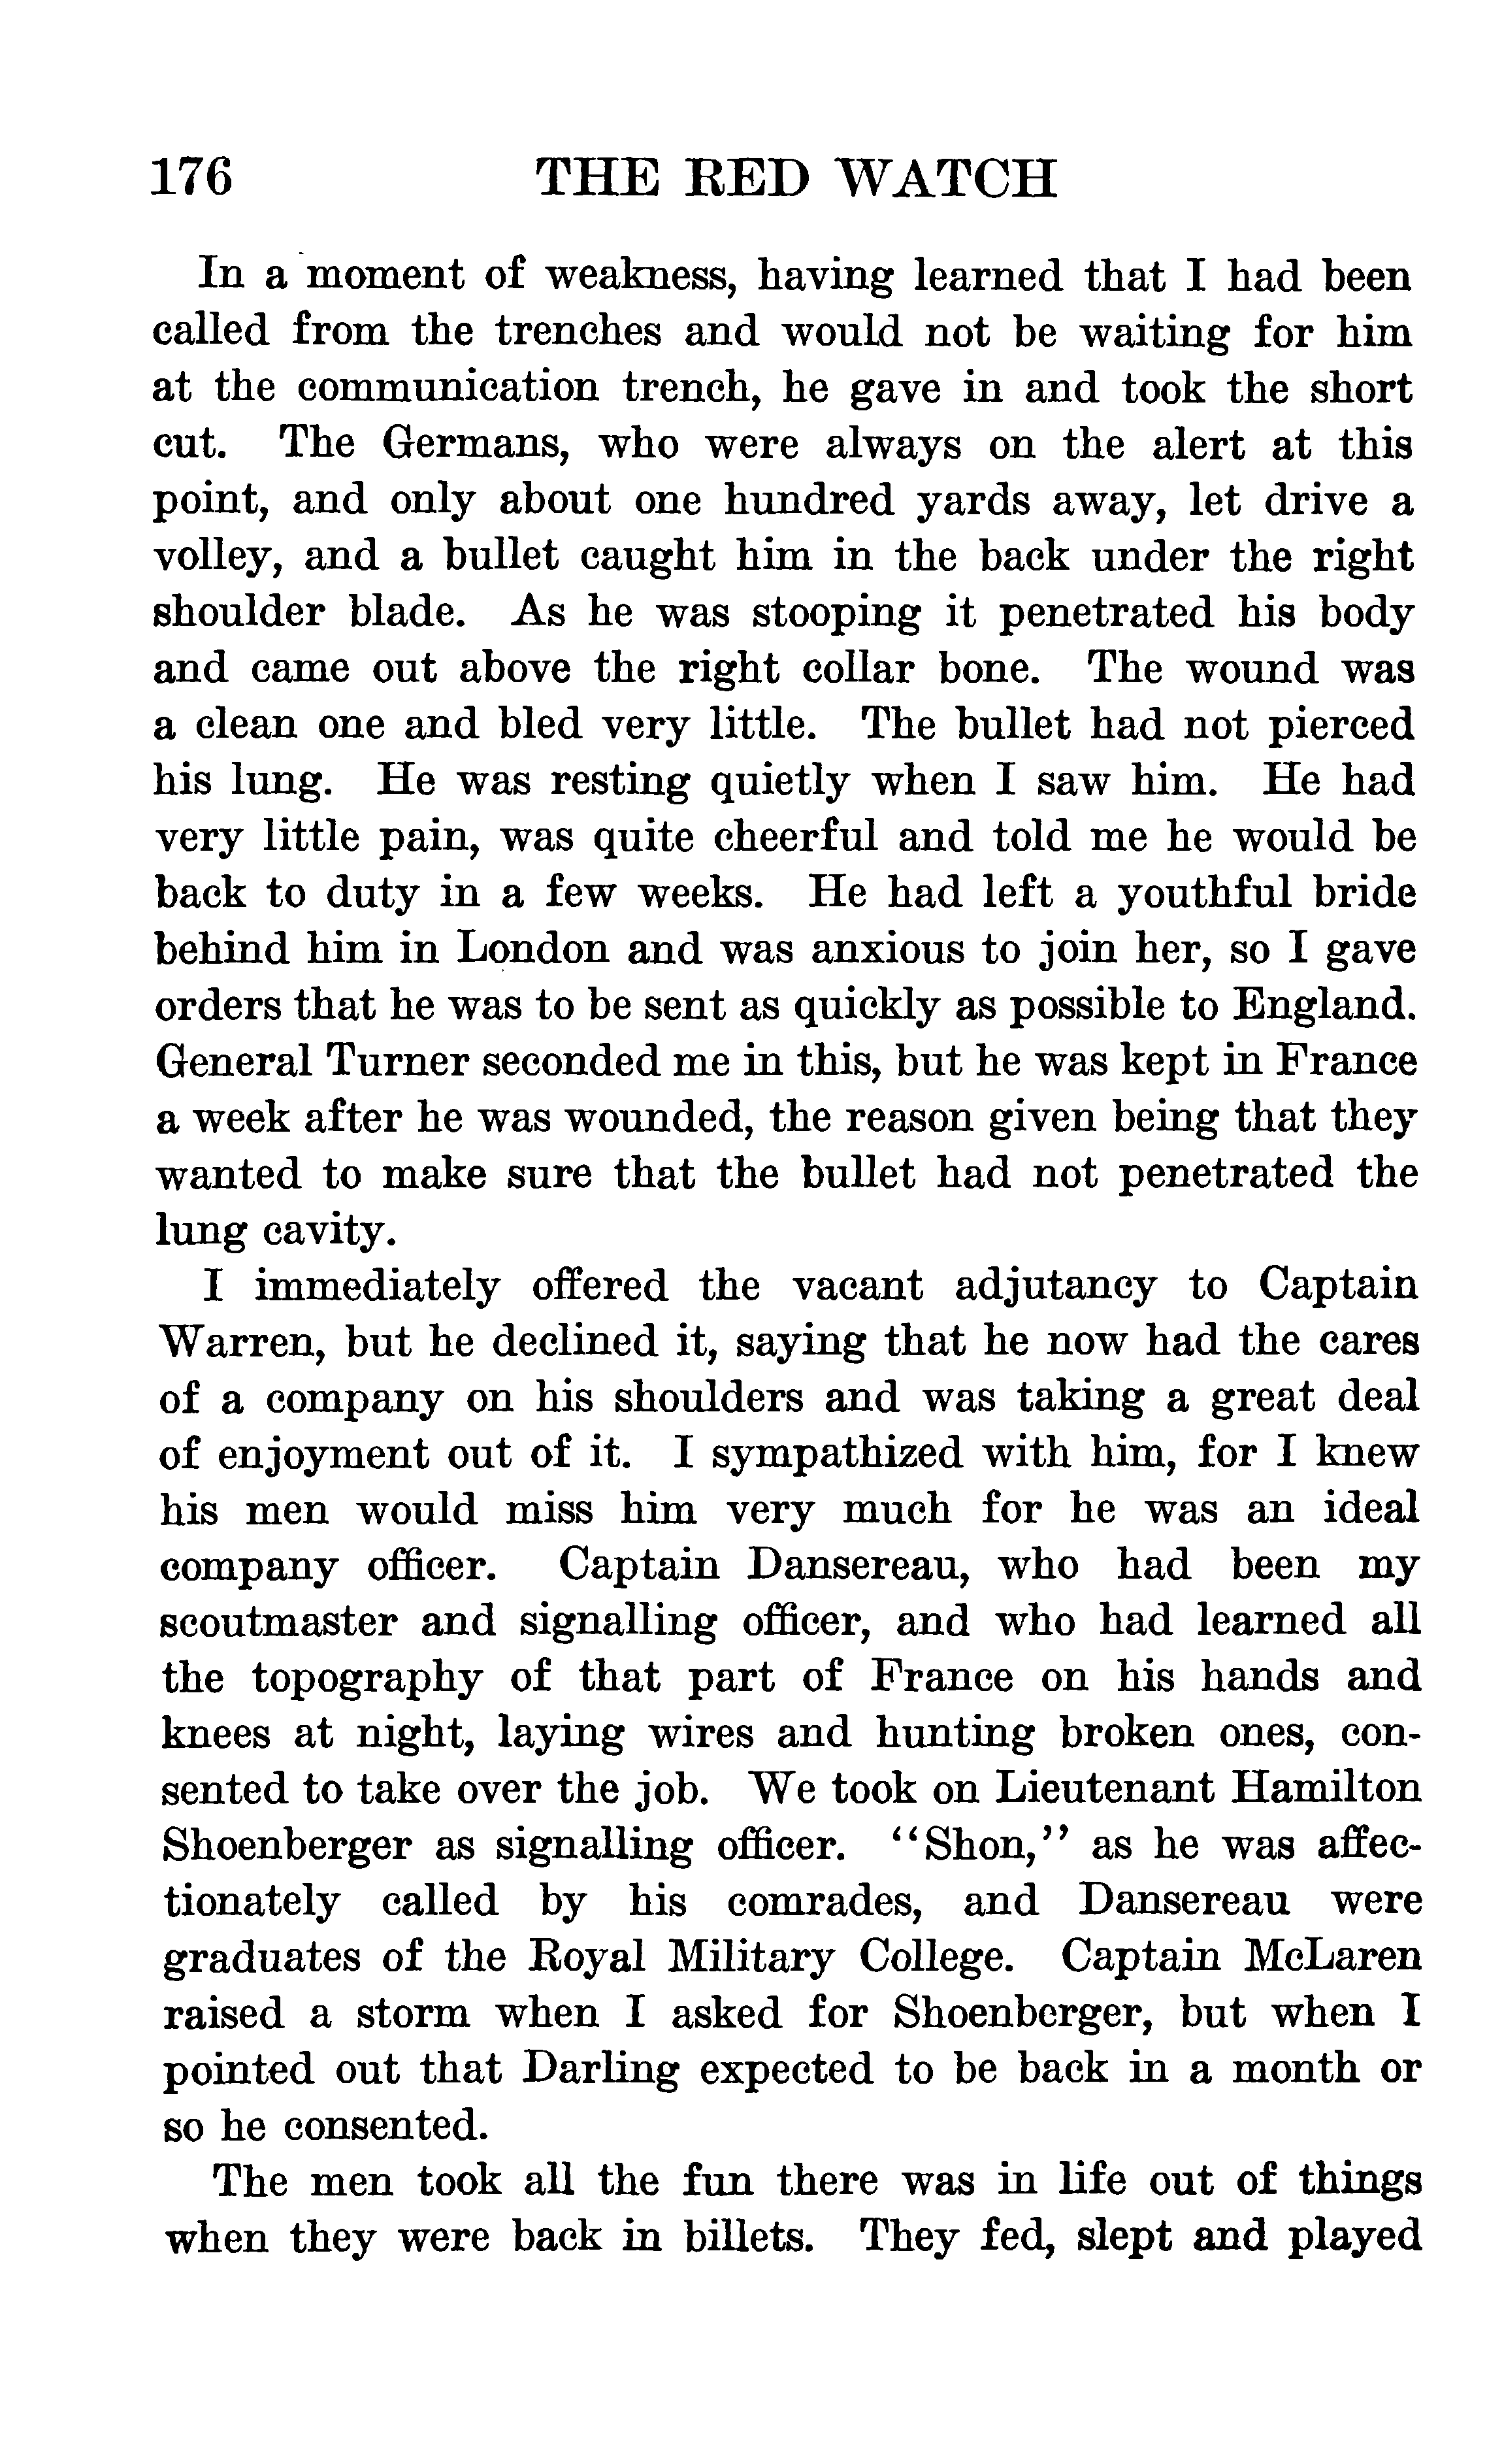 176 THE RED WATCH
In a moment of weakness, having learned that I had been
called from the trenches and would not be waiting for him
at the communication trench, he gave in and took the short
cut. The Germans, who were always on the alert at this
point, and only about one hundred yards away, let drive a
volley, and a bullet caught him in the back under the right
shoulder blade. As he was stooping it penetrated his body
and came out above the right collar bone. The wound was
a clean one and bled very little. The bullet had not pierced
his lung. He was resting quietly when I saw him. He had
very little pain, was quite cheerful and told me he would be
back to duty in a few weeks. He had left a youthful bride
behind him in London and was anxious to join her, so I gave
orders that he was to be sent as quickly as possible to England.
General Turner seconded me in this, but he was kept in France
a week after he was wounded, the reason given being that they
wanted to make sure that the bullet had not penetrated the
lung cavity.
I immediately offered the vacant adjutancy to Captain
Warren, but he declined it, saying that he now had the cares
of a company on his shoulders and was taking a great deal
of enjoyment out of it. I sympathized with him, for I knew
his men would miss him very much for he was an ideal
company officer. Captain Dansereau, who had been my
scoutmaster and signalling officer, and who had learned all
the topography of that part of France on his hands and
knees at night, laying wires and hunting broken ones, con-
sented to take over the job. We took on Lieutenant Hamilton
Shoenberger as signalling officer. "Shon," as he was affec-
tionately called by his comrades, and Dansereau were
graduates of the Royal Military College. Captain McLaren
raised a storm when I asked for Shoenberger, but when I
pointed out that Darling expected to be back in a month or
so he consented.
The men took all the fun there was in life out of things
when they were back in billets. They fed, slept and played